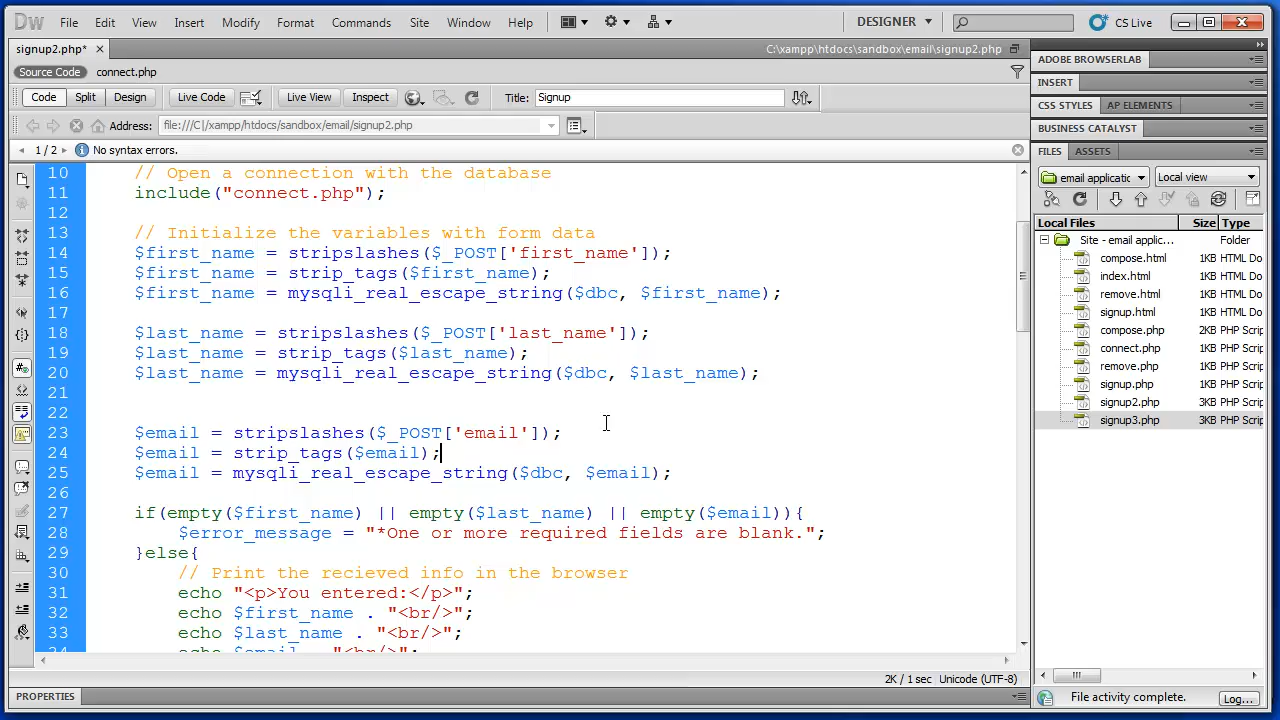 Dw File Edit View Insert Modify Format Commands Site Window Help DESIGNER CS Live
signup2.php* C:\xampp\htdocs\sandbox\email\signup2.php
Source Code connect.php
Code Split Design Live Code Live View Inspect Title: Signup
Address: file:///C|/xampp/htdocs/sandbox/email/signup2.php
1 / 2 No syntax errors.
10 // Open a connection with the database
11 include("connect.php");
12
13 // Initialize the variables with form data
14 $first_name = stripslashes($_POST['first_name']);
15 $first_name = strip_tags($first_name);
16 $first_name = mysqli_real_escape_string($dbc, $first_name);
17
18 $last_name = stripslashes($_POST['last_name']);
19 $last_name = strip_tags($last_name);
20 $last_name = mysqli_real_escape_string($dbc, $last_name);
21
22
23 $email = stripslashes($_POST['email']);
24 $email = strip_tags($email);
25 $email = mysqli_real_escape_string($dbc, $email);
26
27 if(empty($first_name) || empty($last_name) || empty($email)){
28 $error_message = "*One or more required fields are blank.";
29 }else{
30 // Print the recieved info in the browser
31 echo "<p>You entered:</p>";
32 echo $first_name . "<br/>";
33 echo $last_name . "<br/>";
2K / 1 sec Unicode (UTF-8)
PROPERTIES
ADOBE BROWSERLAB
INSERT
CSS STYLES AP ELEMENTS
BUSINESS CATALYST
FILES ASSETS
email applicatic Local view
Local Files Size Type
Site - email applic... Folder
compose.html 1KB HTML Do
index.html 1KB HTML Do
remove.html 1KB HTML Do
signup.html 1KB HTML Do
compose.php 2KB PHP Scrip
connect.php 1KB PHP Scrip
remove.php 1KB PHP Scrip
signup.php 1KB PHP Scrip
signup2.php 3KB PHP Scrip
signup3.php 3KB PHP Scrip
File activity complete. Log...